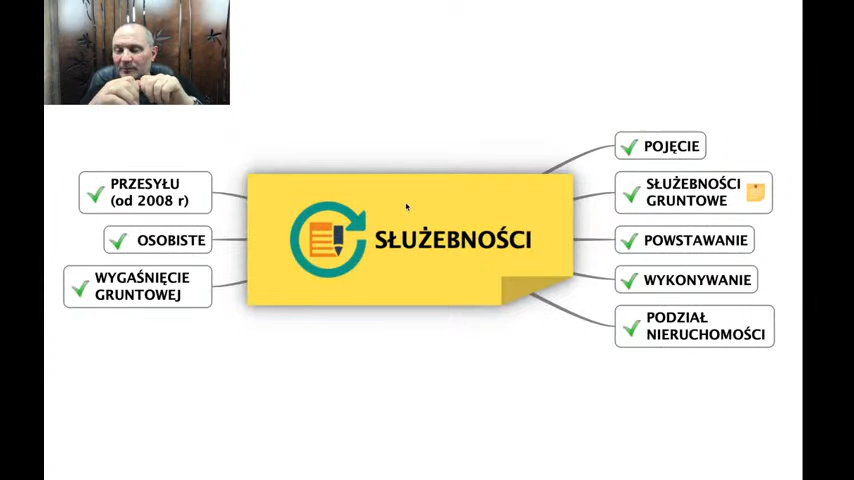 SŁUŻEBNOŚCI
POJĘCIE
SŁUŻEBNOŚCI
GRUNTOWE
POWSTAWANIE
WYKONYWANIE
PODZIAŁ
NIERUCHOMOŚCI
PRZESYŁU
(od 2008 r)
OSOBISTE
WYGAŚNIĘCIE
GRUNTOWEJ